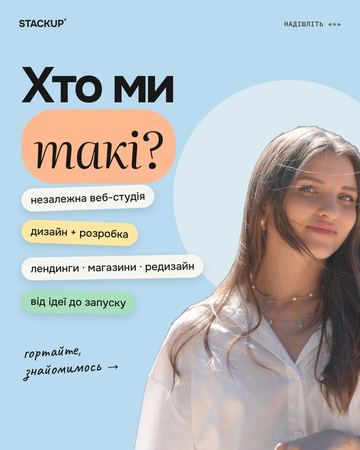 STACKUP®
НАДІШЛІТЬ «+»
Хто ми
такі?
незалежна веб-студія
дизайн + розробка
лендинги · магазини · редизайн
від ідеї до запуску
гортайте,
знайомимось →